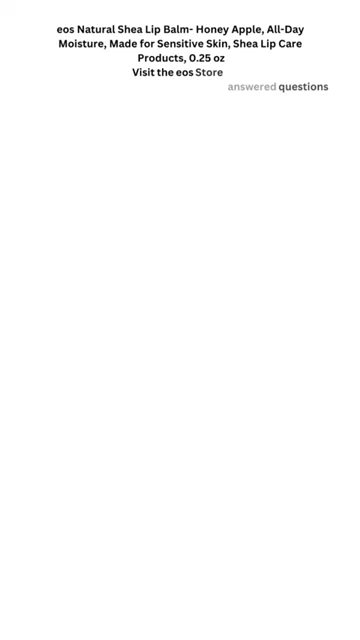 eos Natural Shea Lip Balm- Honey Apple, All-Day
Moisture, Made for Sensitive Skin, Shea Lip Care
Products, 0.25 oz
Visit the eos Store
answered questions